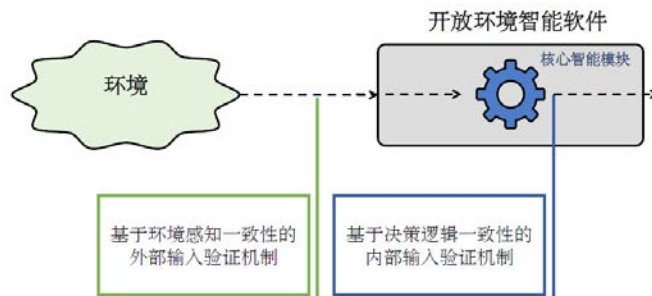 开放环境智能软件
核心智能模块
环境
基于环境感知一致性的
外部输入验证机制
基于决策逻辑一致性的
内部输入验证机制